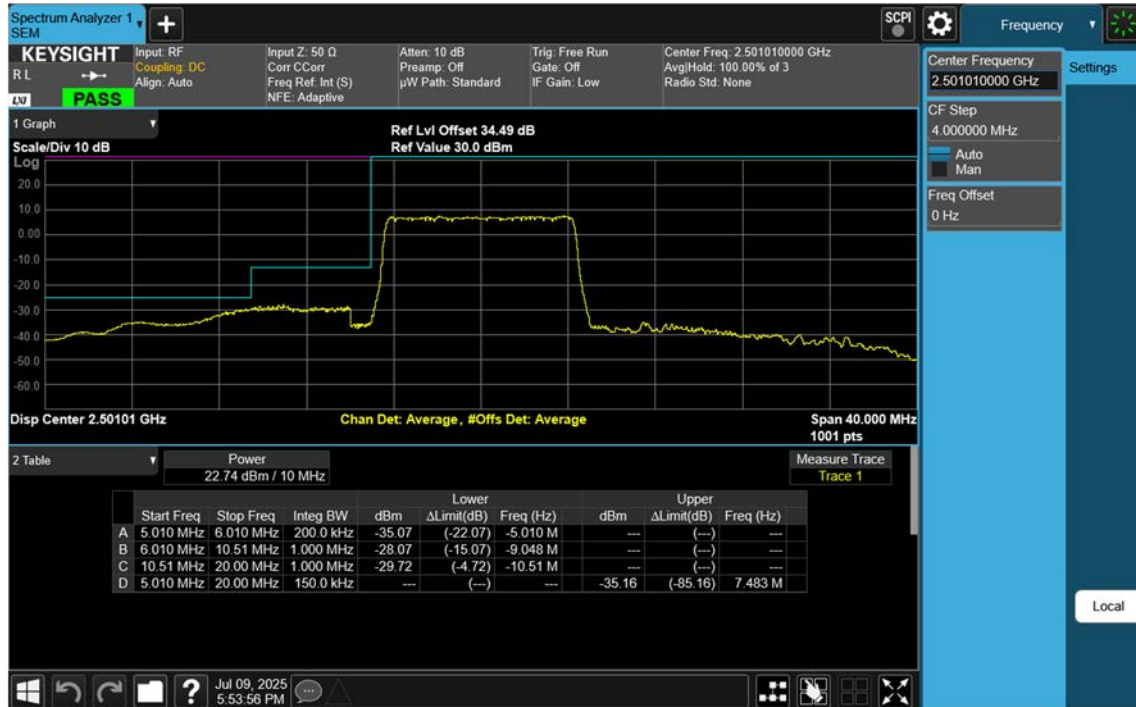 Spectrum Analyzer 1
SEM
+
SCPI
Frequency
KEYSIGHT
R L
LXI
PASS
Input: RF
Coupling: DC
Align: Auto
Input Z: 50 Ω
Corr CCorr
Freq Ref: Int (S)
NFE: Adaptive
Atten: 10 dB
Preamp: Off
µW Path: Standard
Trig: Free Run
Gate: Off
IF Gain: Low
Center Freq: 2.501010000 GHz
Avg|Hold: 100.00% of 3
Radio Std: None
Center Frequency
2.501010000 GHz
Settings
CF Step
4.000000 MHz
Auto
Man
Freq Offset
0 Hz
Local
1 Graph
Scale/Div 10 dB
Ref Lvl Offset 34.49 dB
Ref Value 30.0 dBm
Log
20.0
10.0
0.00
-10.0
-20.0
-30.0
-40.0
-50.0
-60.0
Disp Center 2.50101 GHz
Chan Det: Average, #Offs Det: Average
Span 40.000 MHz
1001 pts
2 Table
Power
22.74 dBm / 10 MHz
Measure Trace
Trace 1
Lower Upper
Start Freq Stop Freq Integ BW dBm ΔLimit(dB) Freq (Hz) dBm ΔLimit(dB) Freq (Hz)
A 5.010 MHz 6.010 MHz 200.0 kHz -35.07 (-22.07) -5.010 M --- (---) ---
B 6.010 MHz 10.51 MHz 1.000 MHz -28.07 (-15.07) -9.048 M --- (---) ---
C 10.51 MHz 20.00 MHz 1.000 MHz -29.72 (-4.72) -10.51 M --- (---) ---
D 5.010 MHz 20.00 MHz 150.0 kHz --- (---) --- -35.16 (-85.16) 7.483 M
?
Jul 09, 2025
5:53:56 PM